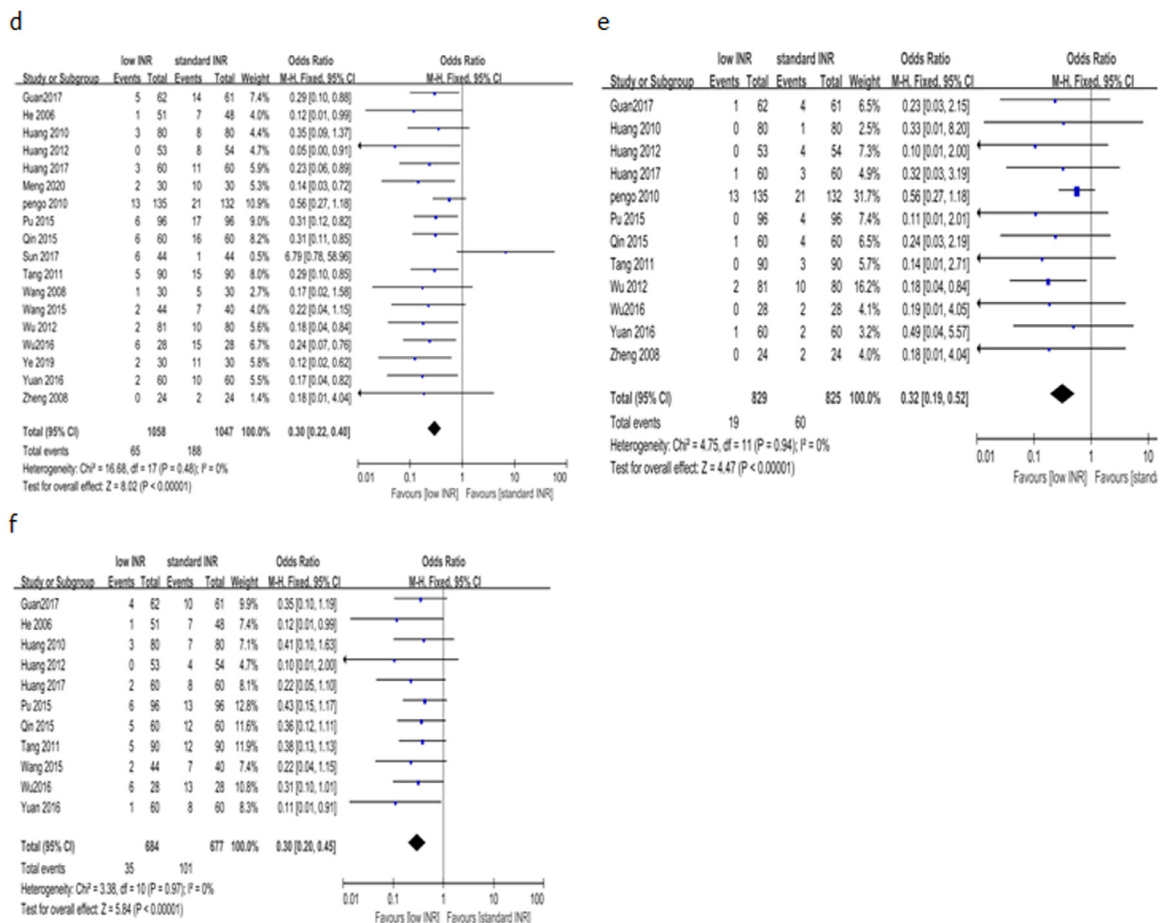 d
low INR standard INR Odds Ratio Odds Ratio
Study or Subgroup Events Total Events Total Weight M-H. Fixed. 95% CI M-H. Fixed. 95% CI
Guan2017 5 62 14 61 7.4% 0.29 [0.10, 0.88]
He 2006 1 51 7 48 4.0% 0.12 [0.01, 0.99]
Huang 2010 3 80 8 80 4.4% 0.35 [0.09, 1.37]
Huang 2012 0 53 8 54 4.7% 0.05 [0.00, 0.91]
Huang 2017 3 60 11 60 5.9% 0.23 [0.06, 0.89]
Meng 2020 2 30 10 30 5.3% 0.14 [0.03, 0.72]
pengo 2010 13 135 21 132 10.9% 0.56 [0.27, 1.18]
Pu 2015 6 96 17 96 9.1% 0.31 [0.12, 0.82]
Qin 2015 6 60 16 60 8.2% 0.31 [0.11, 0.85]
Sun 2017 6 44 1 44 0.5% 6.79 [0.78, 58.96]
Tang 2011 5 90 15 90 8.0% 0.29 [0.10, 0.85]
Wang 2008 1 30 5 30 2.7% 0.17 [0.02, 1.58]
Wang 2015 2 44 7 40 4.0% 0.22 [0.04, 1.15]
Wu 2012 2 81 10 80 5.6% 0.18 [0.04, 0.84]
Wu2016 6 28 15 28 6.8% 0.24 [0.07, 0.76]
Ye 2019 2 30 11 30 5.8% 0.12 [0.02, 0.62]
Yuan 2016 2 60 10 60 5.5% 0.17 [0.04, 0.82]
Zheng 2008 0 24 2 24 1.4% 0.18 [0.01, 4.04]
Total (95% CI) 1058 1047 100.0% 0.30 [0.22, 0.40]
Total events 65 188
Heterogeneity: Chi² = 16.68, df = 17 (P = 0.48); I² = 0%
Test for overall effect: Z = 8.02 (P < 0.00001)
0.01 0.1 1 10 100
Favours [low INR] Favours [standard INR]
e
low INR standard INR Odds Ratio Odds Ratio
Study or Subgroup Events Total Events Total Weight M-H. Fixed. 95% CI M-H. Fixed. 95% CI
Guan2017 1 62 4 61 6.5% 0.23 [0.03, 2.15]
Huang 2010 0 80 1 80 2.5% 0.33 [0.01, 8.20]
Huang 2012 0 53 4 54 7.3% 0.10 [0.01, 2.00]
Huang 2017 1 60 3 60 4.9% 0.32 [0.03, 3.19]
pengo 2010 13 135 21 132 31.7% 0.56 [0.27, 1.18]
Pu 2015 0 96 4 96 7.4% 0.11 [0.01, 2.01]
Qin 2015 1 60 4 60 6.5% 0.24 [0.03, 2.19]
Tang 2011 0 90 3 90 5.7% 0.14 [0.01, 2.71]
Wu 2012 2 81 10 80 16.2% 0.18 [0.04, 0.84]
Wu2016 0 28 2 28 4.1% 0.19 [0.01, 4.05]
Yuan 2016 1 60 2 60 3.2% 0.49 [0.04, 5.57]
Zheng 2008 0 24 2 24 4.0% 0.18 [0.01, 4.04]
Total (95% CI) 829 825 100.0% 0.32 [0.19, 0.52]
Total events 19 60
Heterogeneity: Chi² = 4.75, df = 11 (P = 0.94); I² = 0%
Test for overall effect: Z = 4.47 (P < 0.00001)
0.01 0.1 1 10
Favours [low INR] Favours [stand
f
low INR standard INR Odds Ratio Odds Ratio
Study or Subgroup Events Total Events Total Weight M-H. Fixed. 95% CI M-H. Fixed. 95% CI
Guan2017 4 62 10 61 9.9% 0.35 [0.10, 1.19]
He 2006 1 51 7 48 7.4% 0.12 [0.01, 0.99]
Huang 2010 3 80 7 80 7.1% 0.41 [0.10, 1.63]
Huang 2012 0 53 4 54 4.7% 0.10 [0.01, 2.00]
Huang 2017 2 60 8 60 8.1% 0.22 [0.05, 1.10]
Pu 2015 6 96 13 96 12.8% 0.43 [0.15, 1.17]
Qin 2015 5 60 12 60 11.6% 0.36 [0.12, 1.11]
Tang 2011 5 90 12 90 11.9% 0.38 [0.13, 1.13]
Wang 2015 2 44 7 40 7.4% 0.22 [0.04, 1.15]
Wu2016 6 28 13 28 10.8% 0.31 [0.10, 1.01]
Yuan 2016 1 60 8 60 8.3% 0.11 [0.01, 0.91]
Total (95% CI) 684 677 100.0% 0.30 [0.20, 0.45]
Total events 35 101
Heterogeneity: Chi² = 3.38, df = 10 (P = 0.97); I² = 0%
Test for overall effect: Z = 5.84 (P < 0.00001)
0.01 0.1 1 10 100
Favours [low INR] Favours [standard INR]